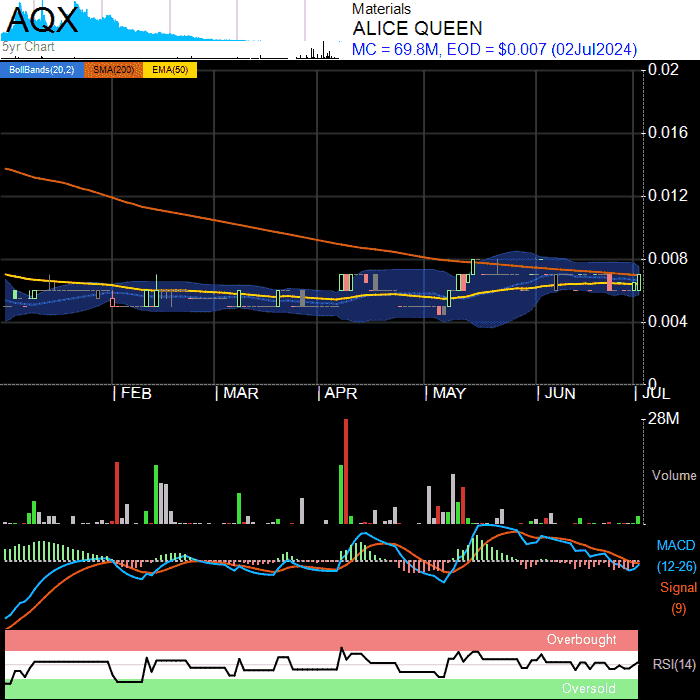 AQX
5yr Chart
Materials
ALICE QUEEN
MC = 69.8M, EOD = $0.007 (02Jul2024)
BollBands(20,2) SMA(200) EMA(50)
0.02
0.016
0.012
0.008
0.004
0
FEB MAR APR MAY JUN JUL
28M
Volume
MACD
(12-26)
Signal
(9)
Overbought
RSI(14)
Oversold